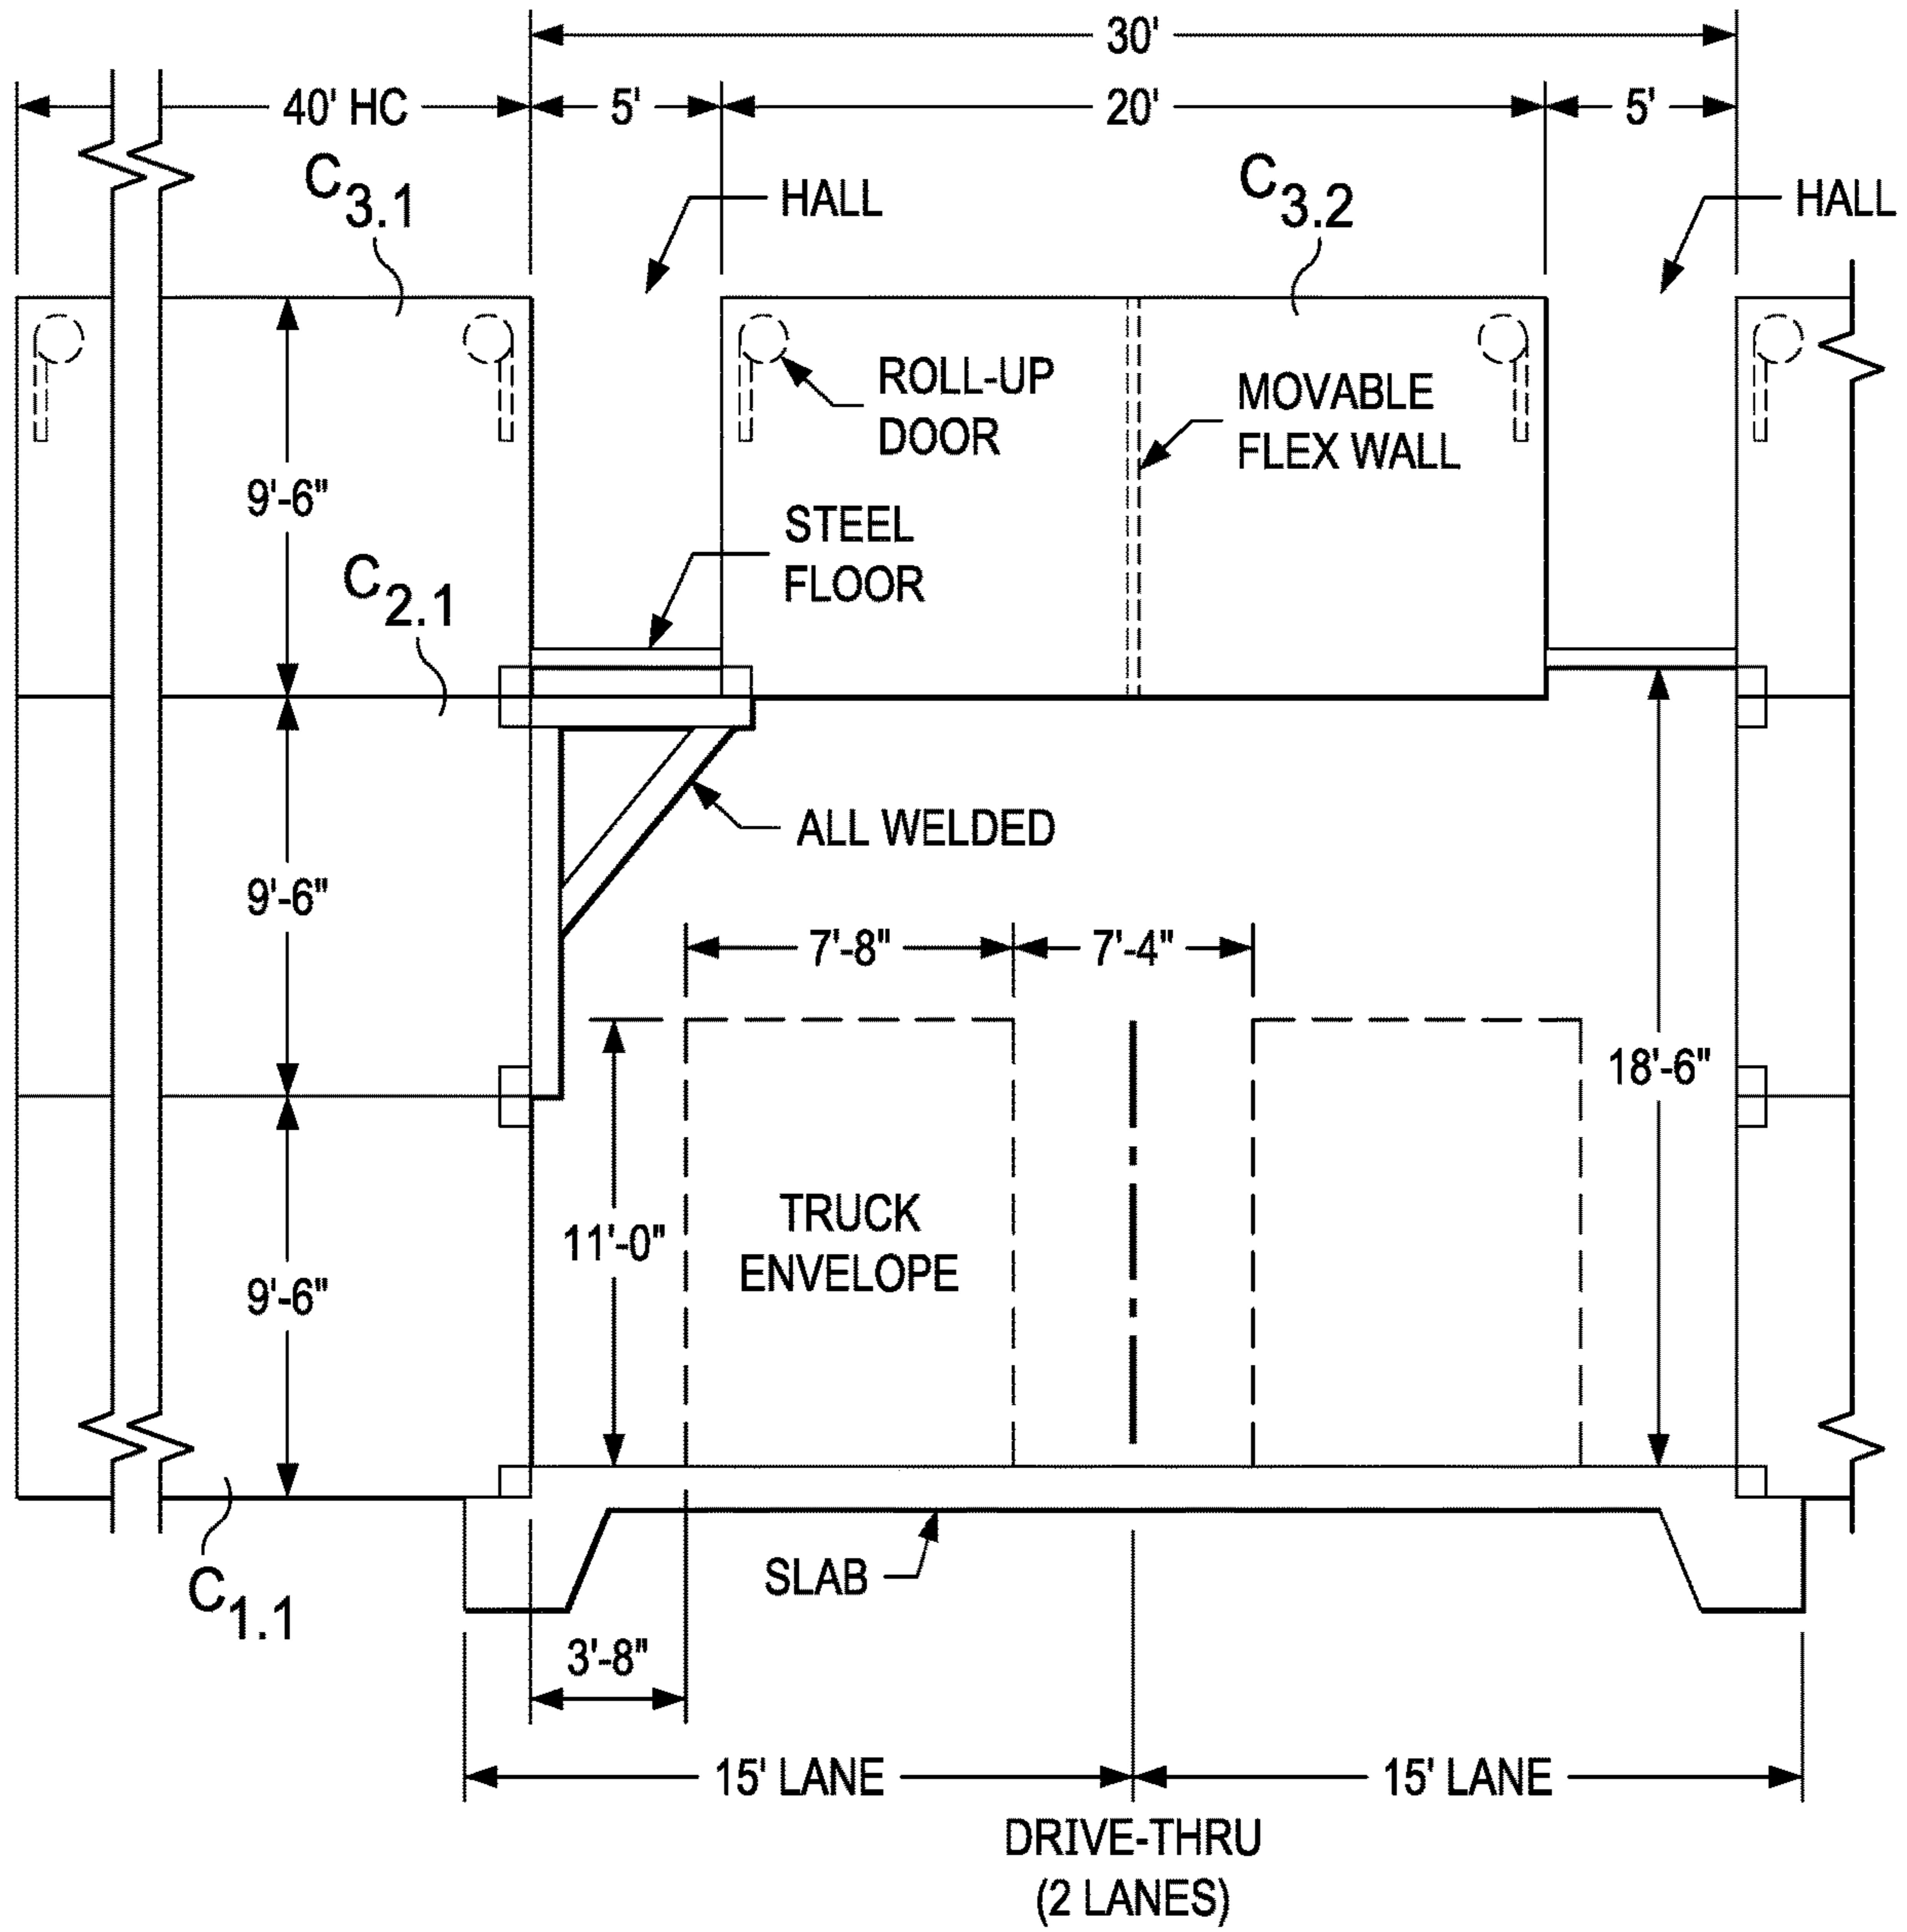 30'
40' HC
5'
20'
5'
C3.1
HALL
C3.2
HALL
ROLL-UP
DOOR
MOVABLE
FLEX WALL
9'-6"
STEEL
FLOOR
C2.1
ALL WELDED
9'-6"
7'-8"
7'-4"
18'-6"
TRUCK
ENVELOPE
11'-0"
9'-6"
SLAB
C1.1
3'-8"
15' LANE
15' LANE
DRIVE-THRU
(2 LANES)